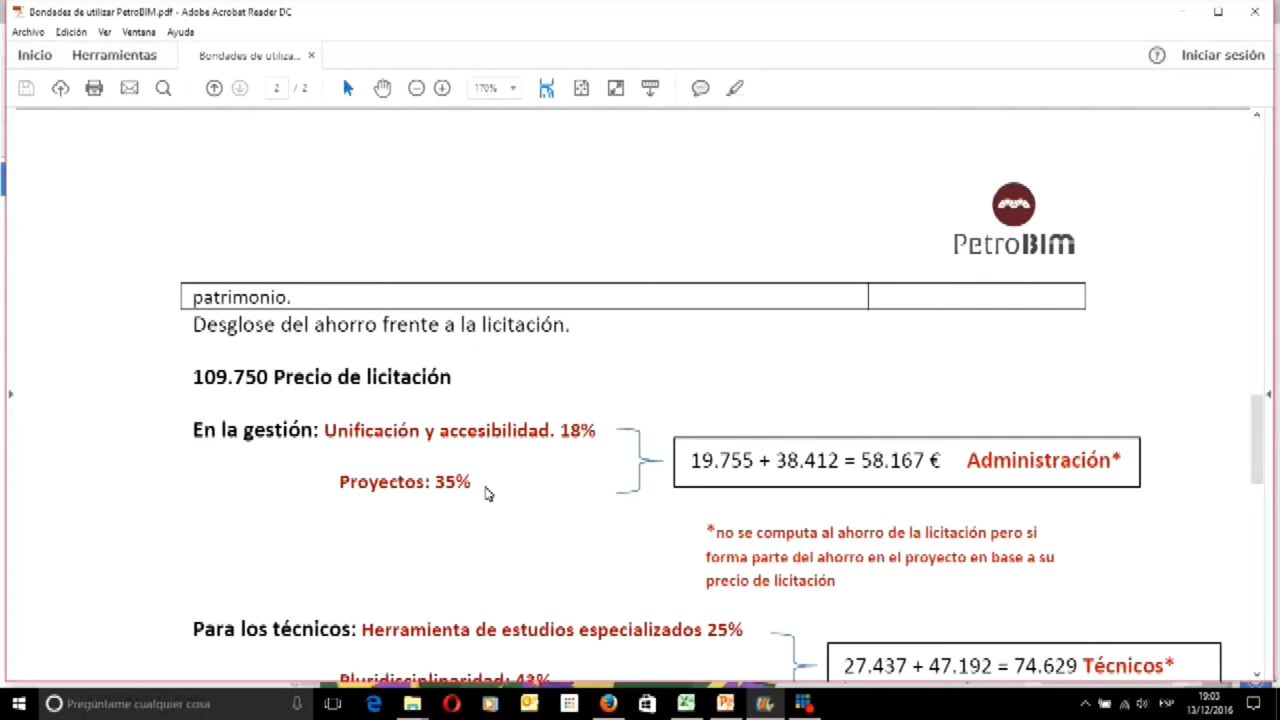 Bondades de utilizar PetroBIM.pdf - Adobe Acrobat Reader DC
Archivo Edición Ver Ventana Ayuda
Inicio Herramientas Bondades de utiliza... × Iniciar sesión
2 / 2 170%
PetroBIM
patrimonio.
Desglose del ahorro frente a la licitación.
109.750 Precio de licitación
En la gestión: Unificación y accesibilidad. 18%
19.755 + 38.412 = 58.167 € Administración*
Proyectos: 35%
*no se computa al ahorro de la licitación pero si
forma parte del ahorro en el proyecto en base a su
precio de licitación
Para los técnicos: Herramienta de estudios especializados 25%
27.437 + 47.192 = 74.629 Técnicos*
Pluridisciplinaridad: 43%
Pregúntame cualquier cosa
ESP
19:03
13/12/2016